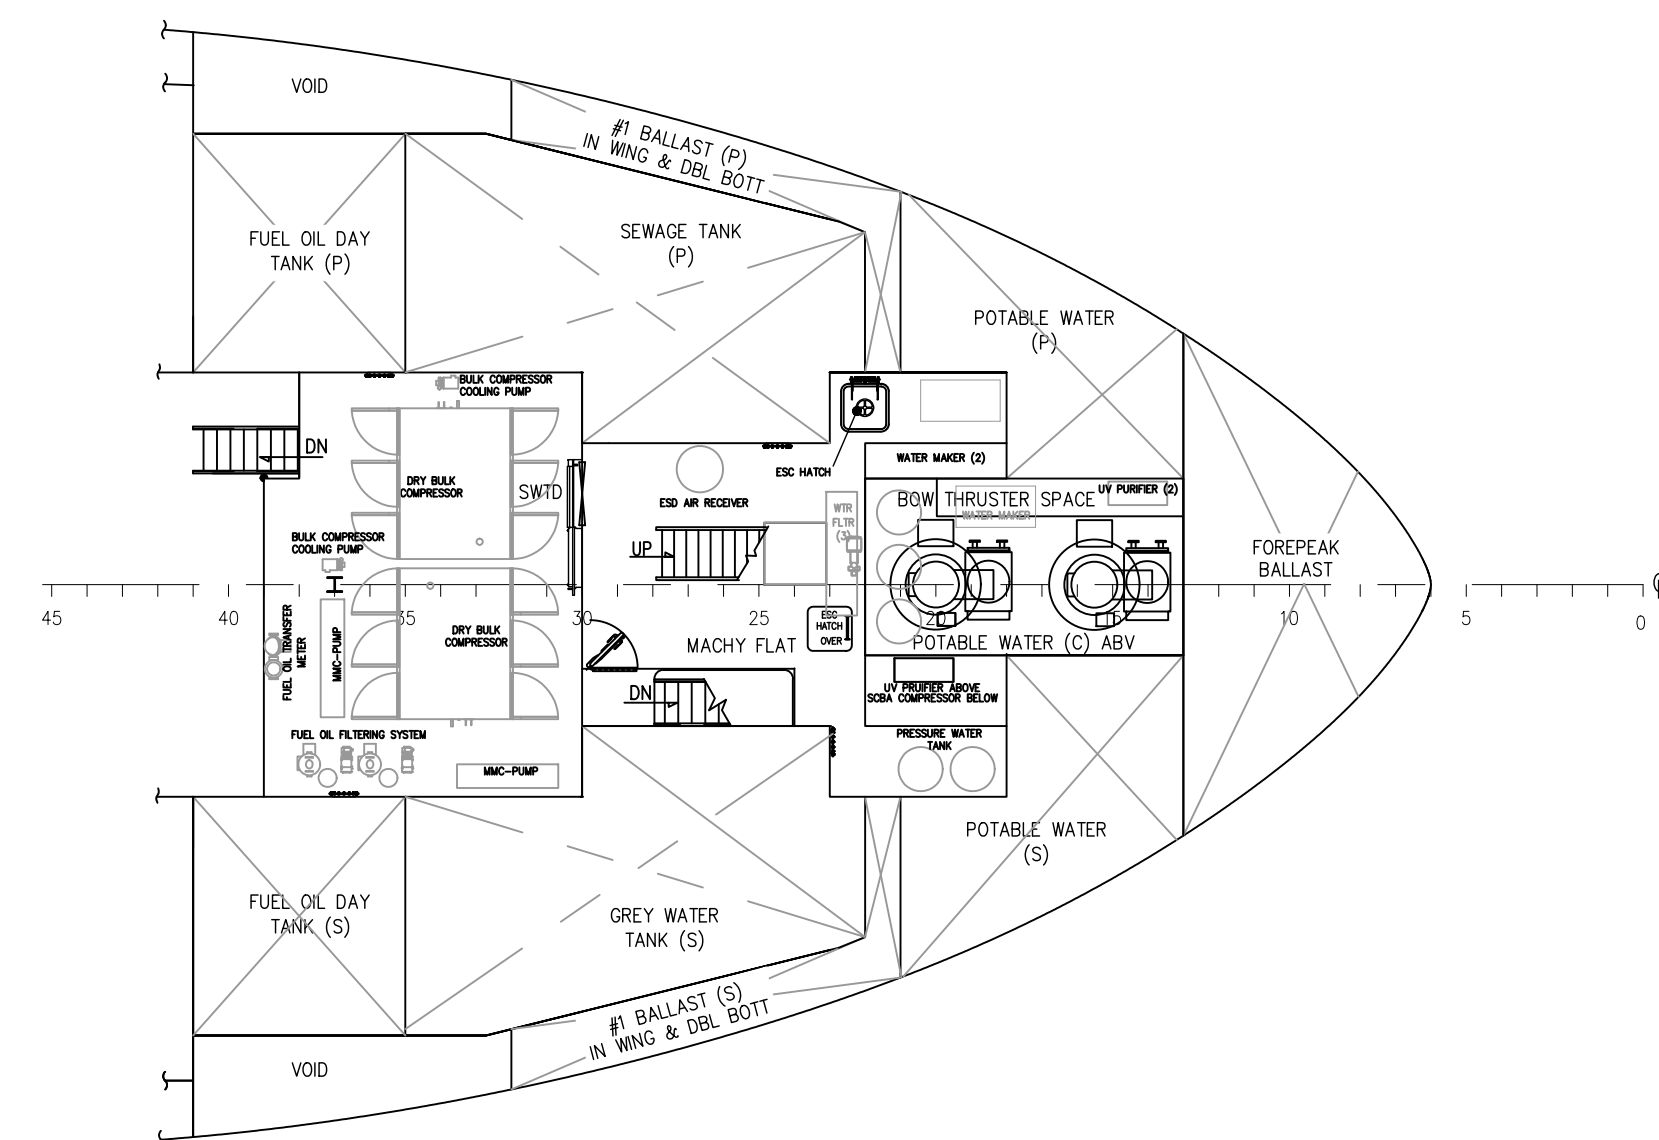 VOID
#1 BALLAST (P)
IN WING & DBL BOTT
FUEL OIL DAY
TANK (P)
SEWAGE TANK
(P)
POTABLE WATER
(P)
BULK COMPRESSOR
COOLING PUMP
DN
DRY BULK
COMPRESSOR
SWTD
ESC HATCH
ESD AIR RECEIVER
WATER MAKER (2)
WTR
FLTR
(3)
BOW THRUSTER SPACE
UV PURIFIER (2)
WATER MAKER
BULK COMPRESSOR
COOLING PUMP
UP
FOREPEAK
BALLAST
45
40
35
30
25
20
10
5
0
FUEL OIL TRANSFER
METER
MMC-PUMP
DRY BULK
COMPRESSOR
ESC
HATCH
OVER
MACHY FLAT
POTABLE WATER (C) ABV
DN
UV PRUIFIER ABOVE
SCBA COMPRESSOR BELOW
FUEL OIL FILTERING SYSTEM
MMC-PUMP
PRESSURE WATER
TANK
POTABLE WATER
(S)
FUEL OIL DAY
TANK (S)
GREY WATER
TANK (S)
#1 BALLAST (S)
IN WING & DBL BOTT
VOID